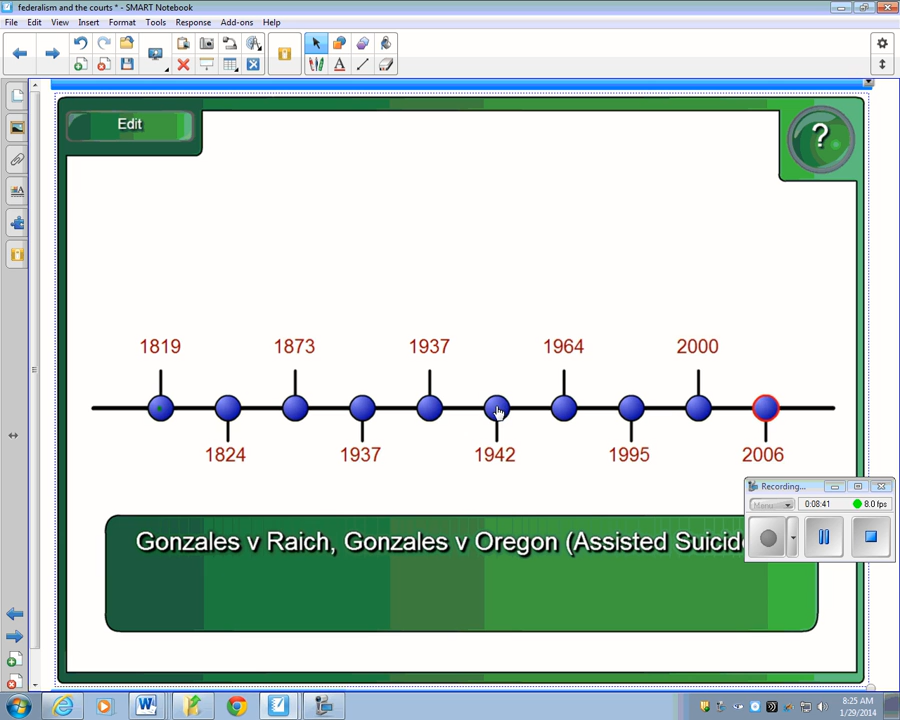 federalism and the courts * - SMART Notebook
File Edit View Insert Format Tools Response Add-ons Help
Edit
?
1819 1873 1937 1964 2000
1824 1937 1942 1995 2006
Recording...
Menu 0:08:41 8.0 fps
Gonzales v Raich, Gonzales v Oregon (Assisted
8:25 AM
1/29/2014